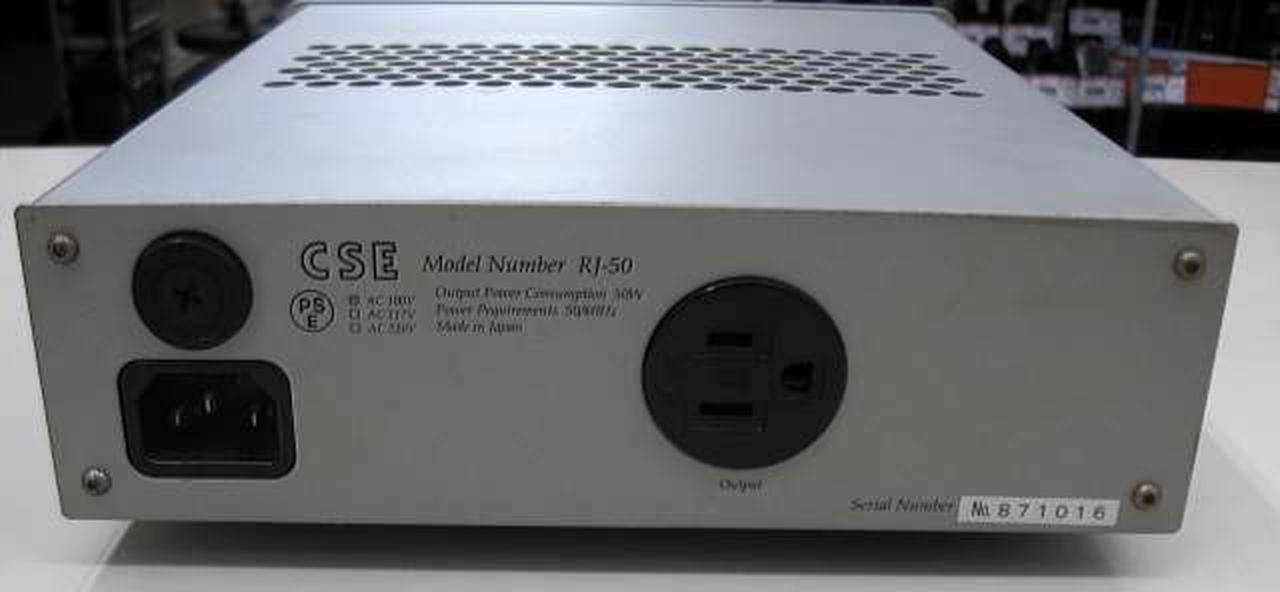 CSE Model Number RJ-50
PSE
AC 100V
AC 117V
AC 220V
Output Power Consumption 50W
Power Requirements 50/60Hz
Made in Japan
Output
Serial Number № 871016